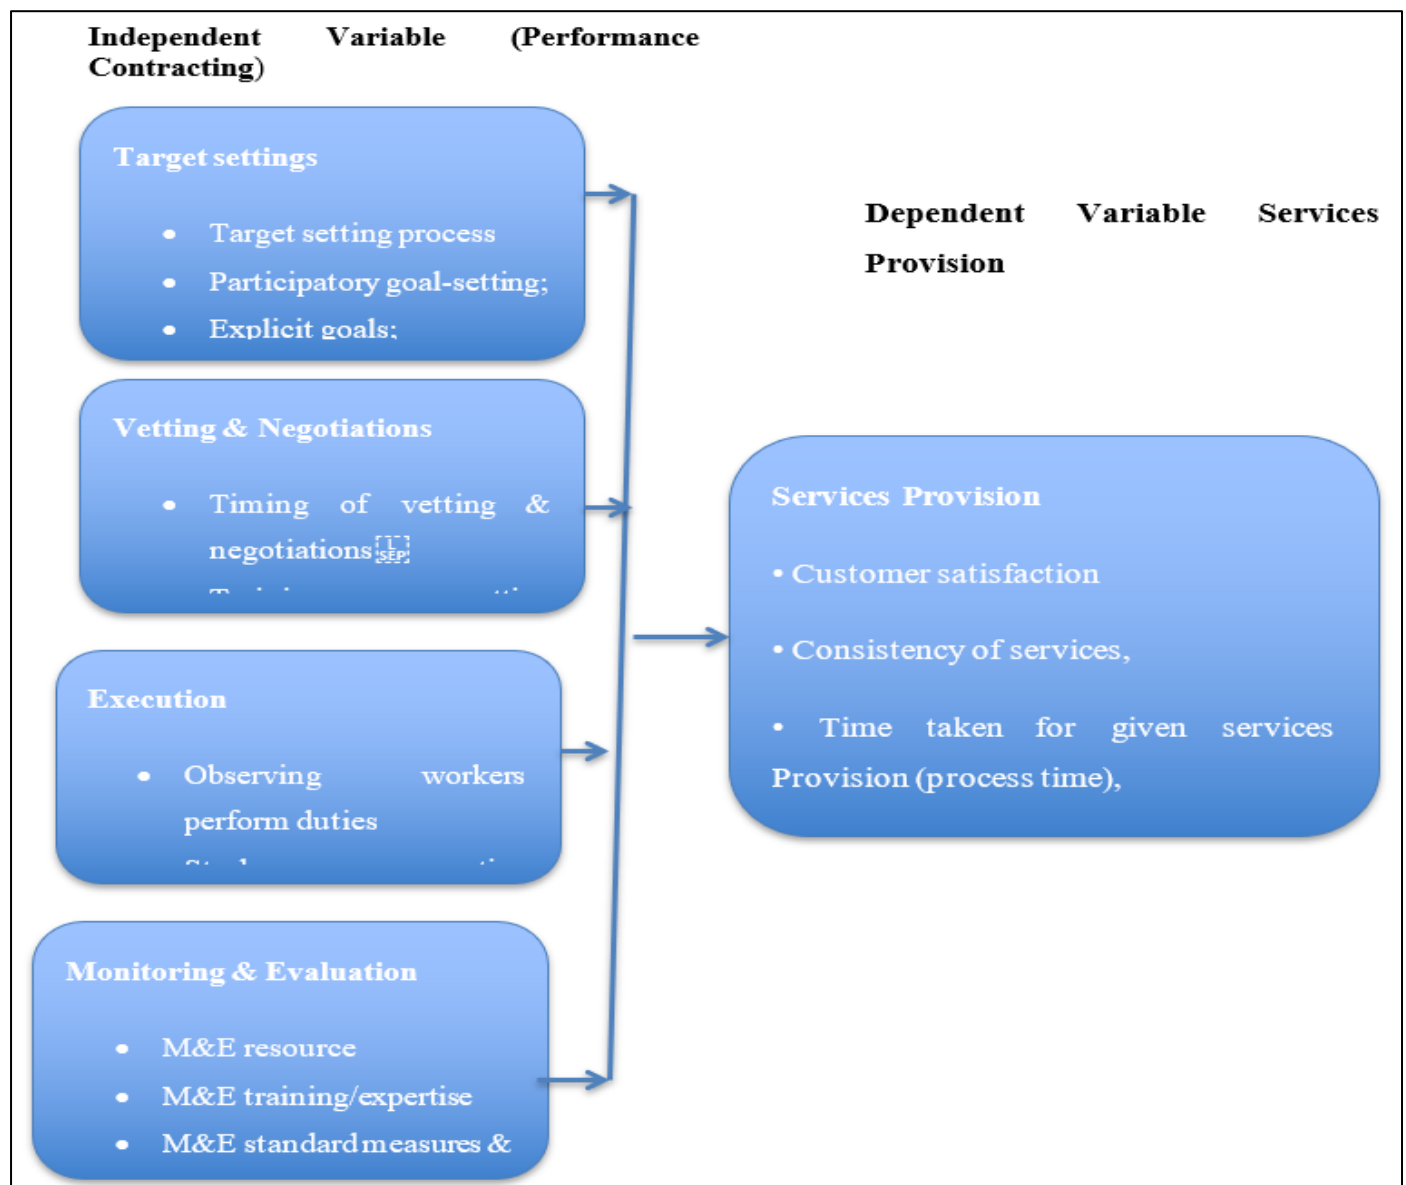 Independent Variable (Performance
Contracting)
Target settings
• Target setting process
• Participatory goal-setting;
• Explicit goals;
Vetting & Negotiations
• Timing of vetting &
negotiations
L
SEP
Execution
• Observing workers
perform duties
Monitoring & Evaluation
• M&E resource
• M&E training/expertise
• M&E standard measures &
Dependent Variable Services
Provision
Services Provision
• Customer satisfaction
• Consistency of services,
• Time taken for given services
Provision (process time),